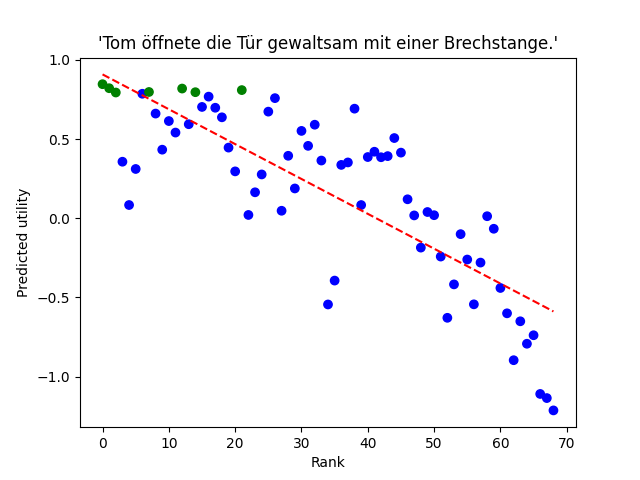 'Tom öffnete die Tür gewaltsam mit einer Brechstange.'
1.0
0.5
0.0
−0.5
−1.0
Predicted utility
0 10 20 30 40 50 60 70
Rank